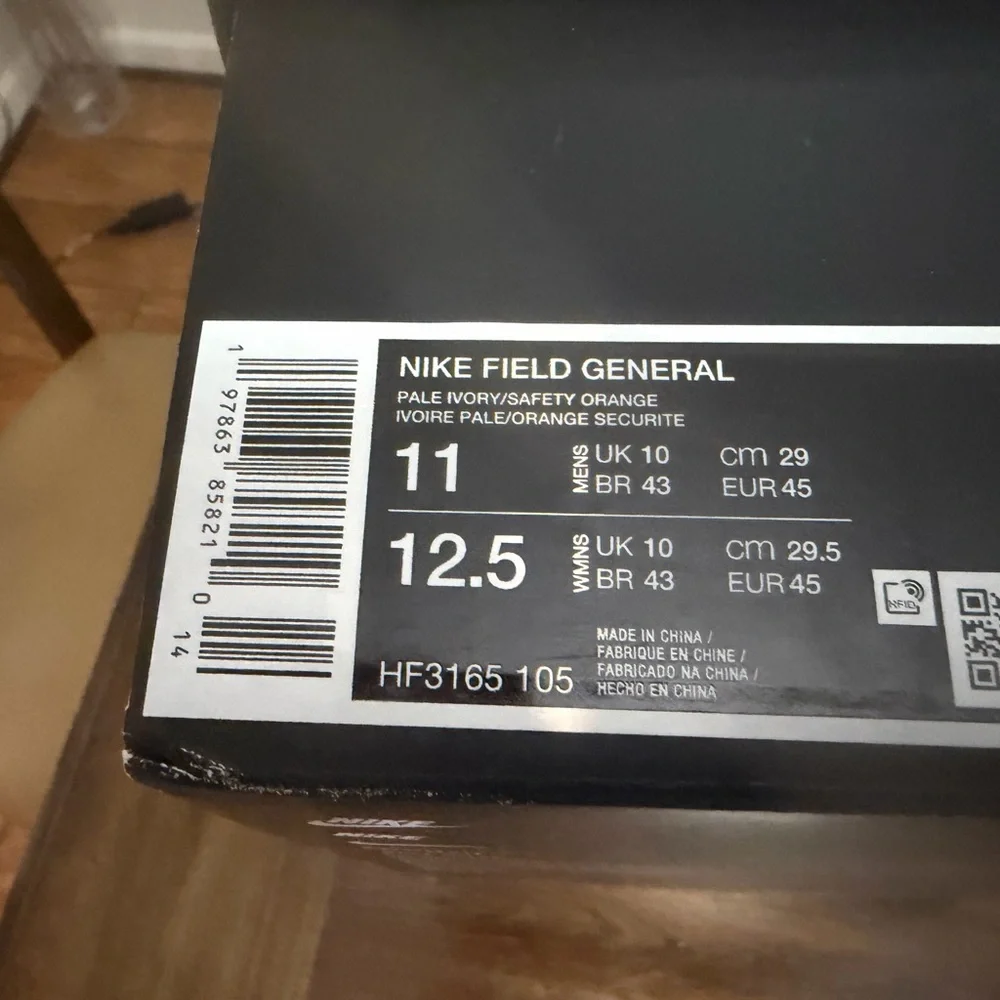 NIKE FIELD GENERAL
PALE IVORY/SAFETY ORANGE
IVOIRE PALE/ORANGE SECURITE
11 MENS UK 10 cm 29
BR 43 EUR 45
12.5 WMNS UK 10 cm 29.5
BR 43 EUR 45
HF3165 105
MADE IN CHINA /
FABRIQUE EN CHINE /
FABRICADO NA CHINA /
HECHO EN CHINA
RFID
1 97863 85821 0 14
NIKE
NIKE